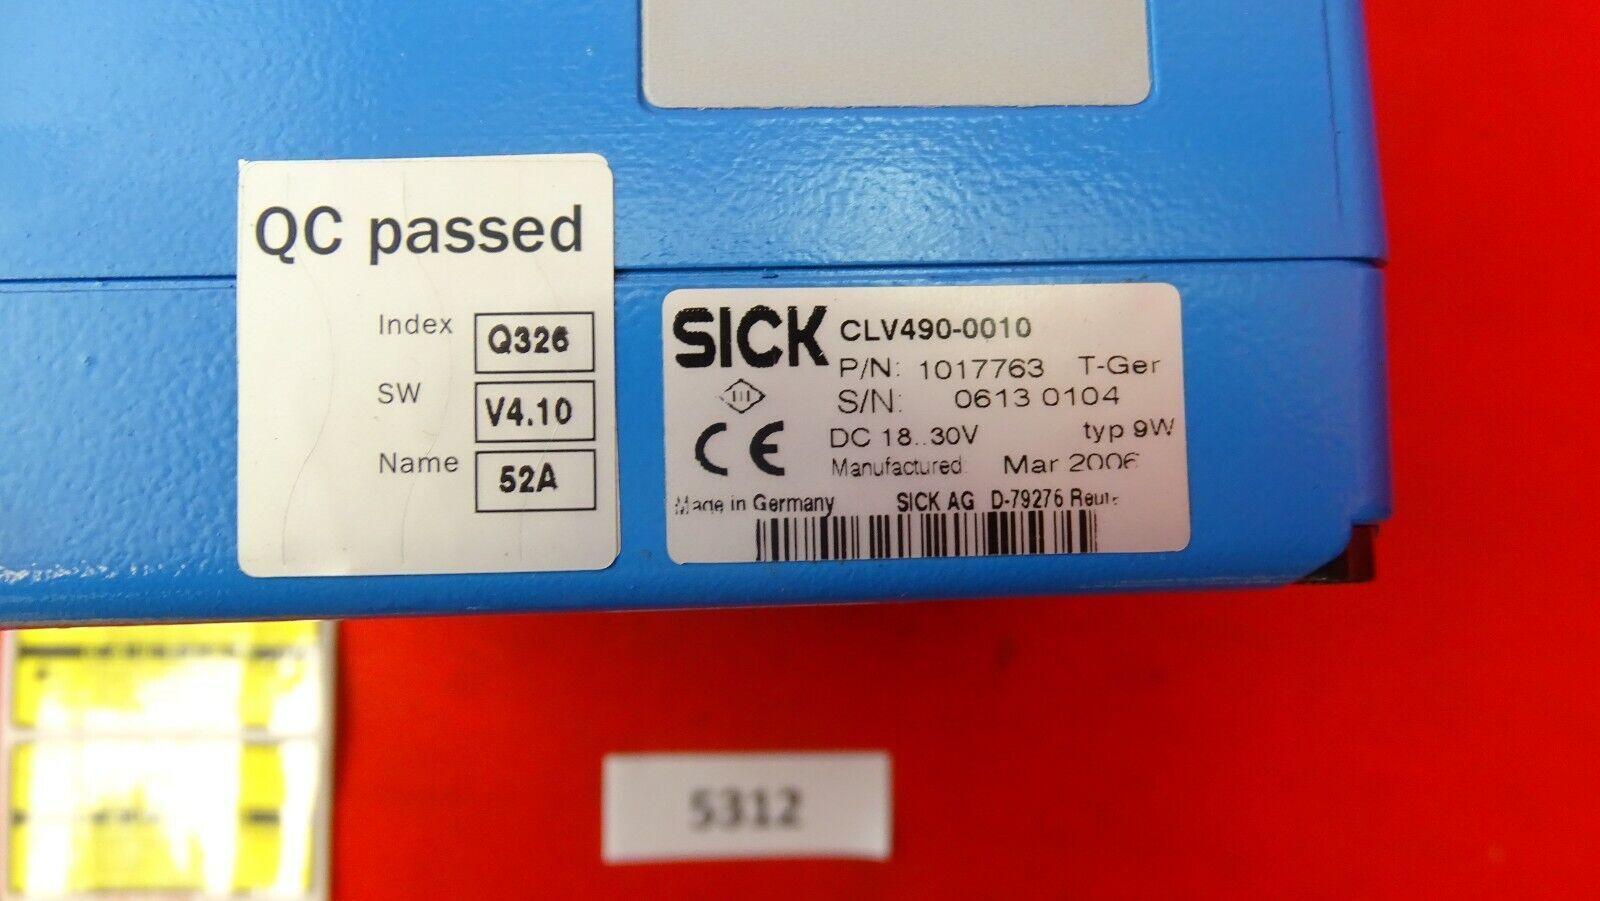 QC passed
Index Q326
SW V4.10
Name 52A
SICK CLV490-0010
P/N: 1017763 T-Ger
S/N: 0613 0104
DC 18..30V typ 9W
CE
Manufactured: Mar 2006
Made in Germany SICK AG D-79276 Reute
5312